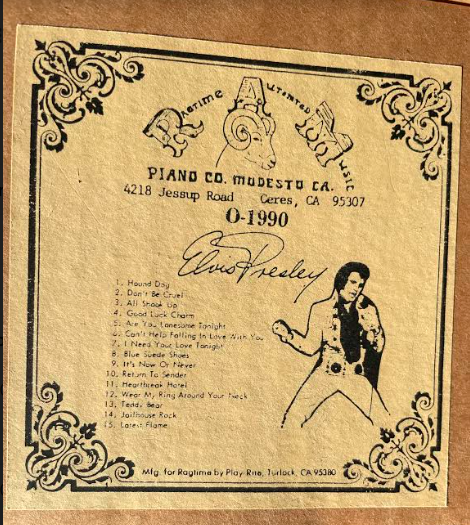 Ragtime Automated Music
PIANO CO. MODESTO CA.
4218 Jessup Road Ceres, CA 95307
O-1990
Elvis Presley
1. Hound Dog
2. Don't Be Cruel
3. All Shook Up
4. Good Luck Charm
5. Are You Lonesome Tonight
6. Can't Help Falling In Love With You
7. I Need Your Love Tonight
8. Blue Suede Shoes
9. It's Now Or Never
10. Return To Sender
11. Heartbreak Hotel
12. Wear My Ring Around Your Neck
13. Teddy Bear
14. Jailhouse Rock
15. Latest Flame
Mfg. for Ragtime by Play-Rite, Turlock, CA 95380